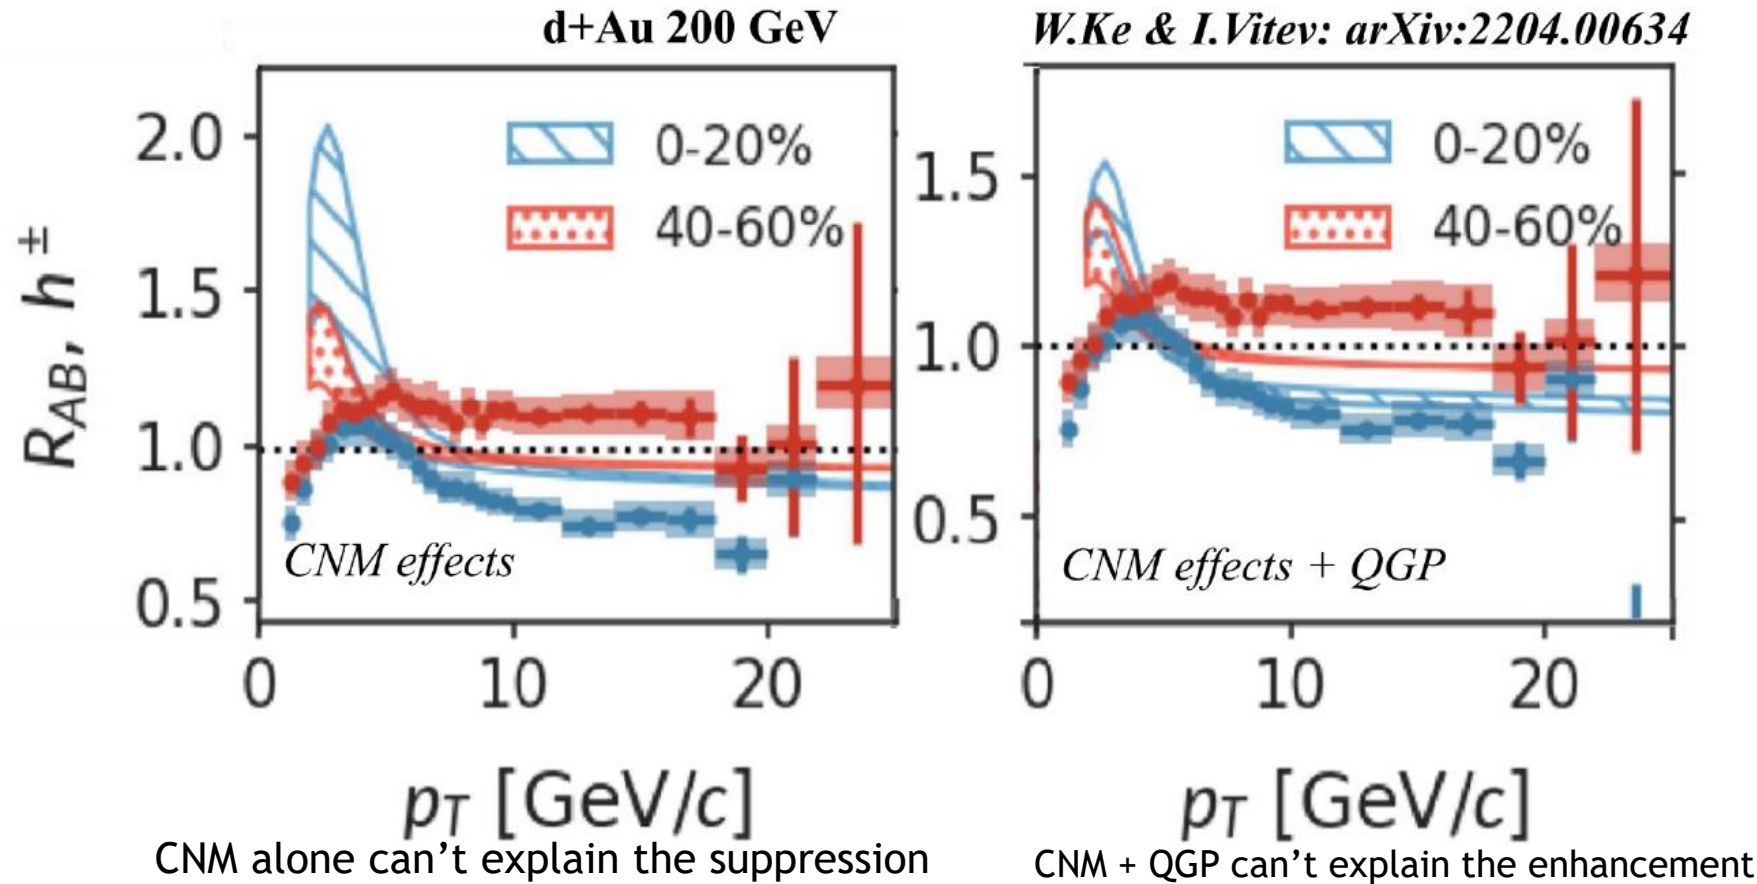 d+Au 200 GeV
W.Ke & I.Vitev: arXiv:2204.00634
R_AB, h^±
2.0
1.5
1.0
0.5
0-20%
40-60%
CNM effects
0
10
20
p_T [GeV/c]
CNM alone can’t explain the suppression
1.5
1.0
0.5
0-20%
40-60%
CNM effects + QGP
0
10
20
p_T [GeV/c]
CNM + QGP can’t explain the enhancement